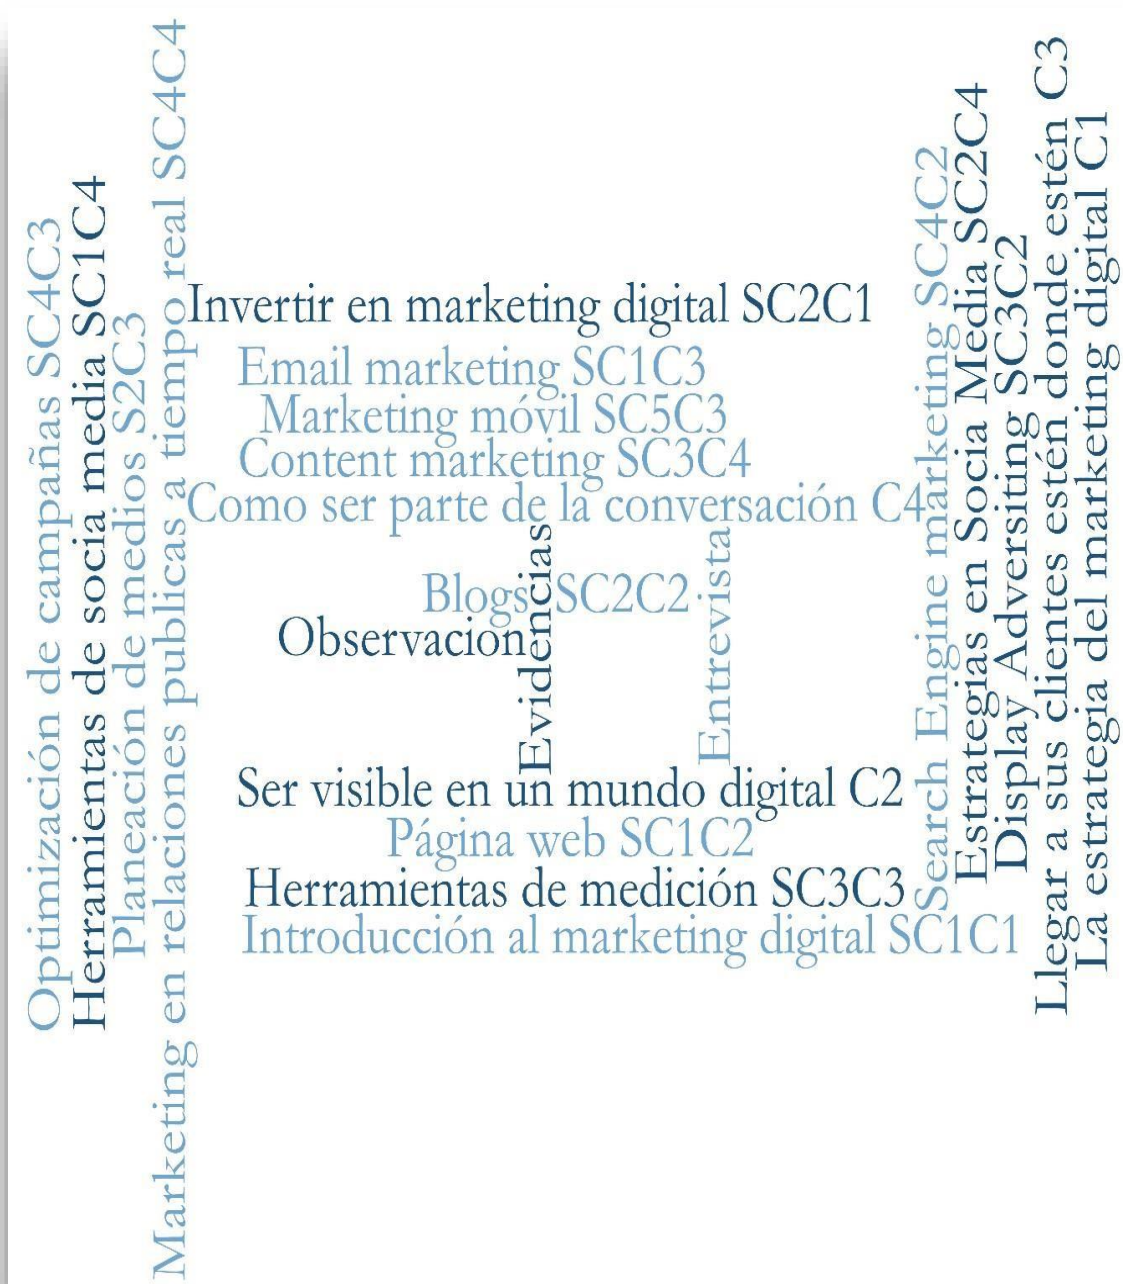 Optimización de campañas SC4C3
Herramientas de socia media SC1C4
Planeación de medios S2C3
Marketing en relaciones publicas a tiempo real SC4C4
Invertir en marketing digital SC2C1
Email marketing SC1C3
Marketing móvil SC5C3
Content marketing SC3C4
Como ser parte de la conversación C4
Blogs SC2C2
Observacion
Evidencias
Entrevista
Ser visible en un mundo digital C2
Página web SC1C2
Herramientas de medición SC3C3
Introducción al marketing digital SC1C1
Search Engine marketing SC4C2
Estrategias en Socia Media SC2C4
Display Adversiting SC3C2
Llegar a sus clientes estén donde estén C3
La estrategia del marketing digital C1